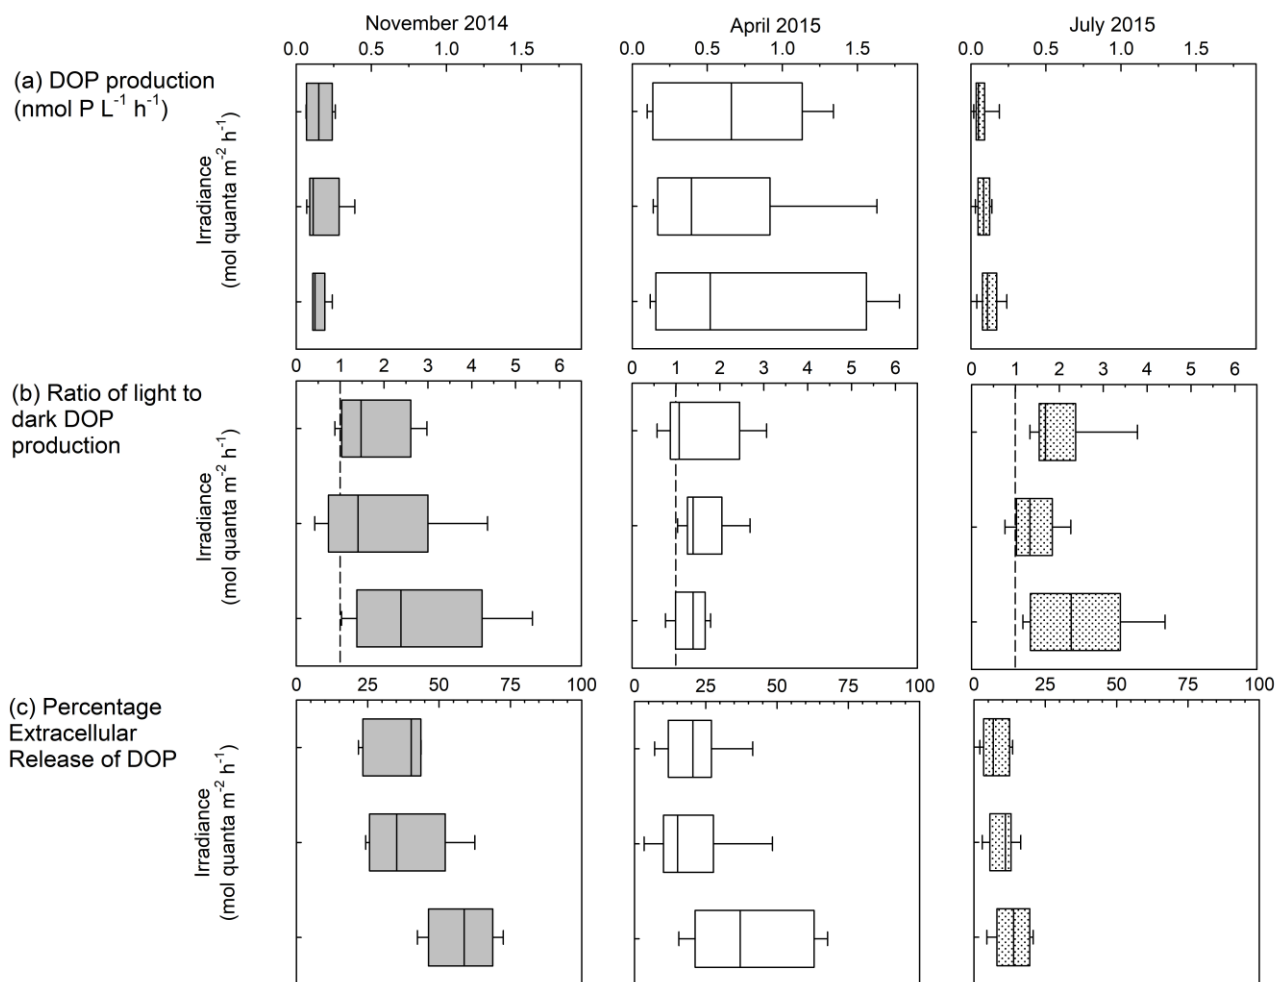 November 2014
April 2015
July 2015
0.0 0.5 1.0 1.5
0.0 0.5 1.0 1.5
0.0 0.5 1.0 1.5
(a) DOP production
(nmol P L⁻¹ h⁻¹)
Irradiance
(mol quanta m⁻² h⁻¹)
0 1 2 3 4 5 6
0 1 2 3 4 5 6
0 1 2 3 4 5 6
(b) Ratio of light to
dark DOP
production
Irradiance
(mol quanta m⁻² h⁻¹)
0 25 50 75 100
0 25 50 75 100
0 25 50 75 100
(c) Percentage
Extracellular
Release of DOP
Irradiance
(mol quanta m⁻² h⁻¹)